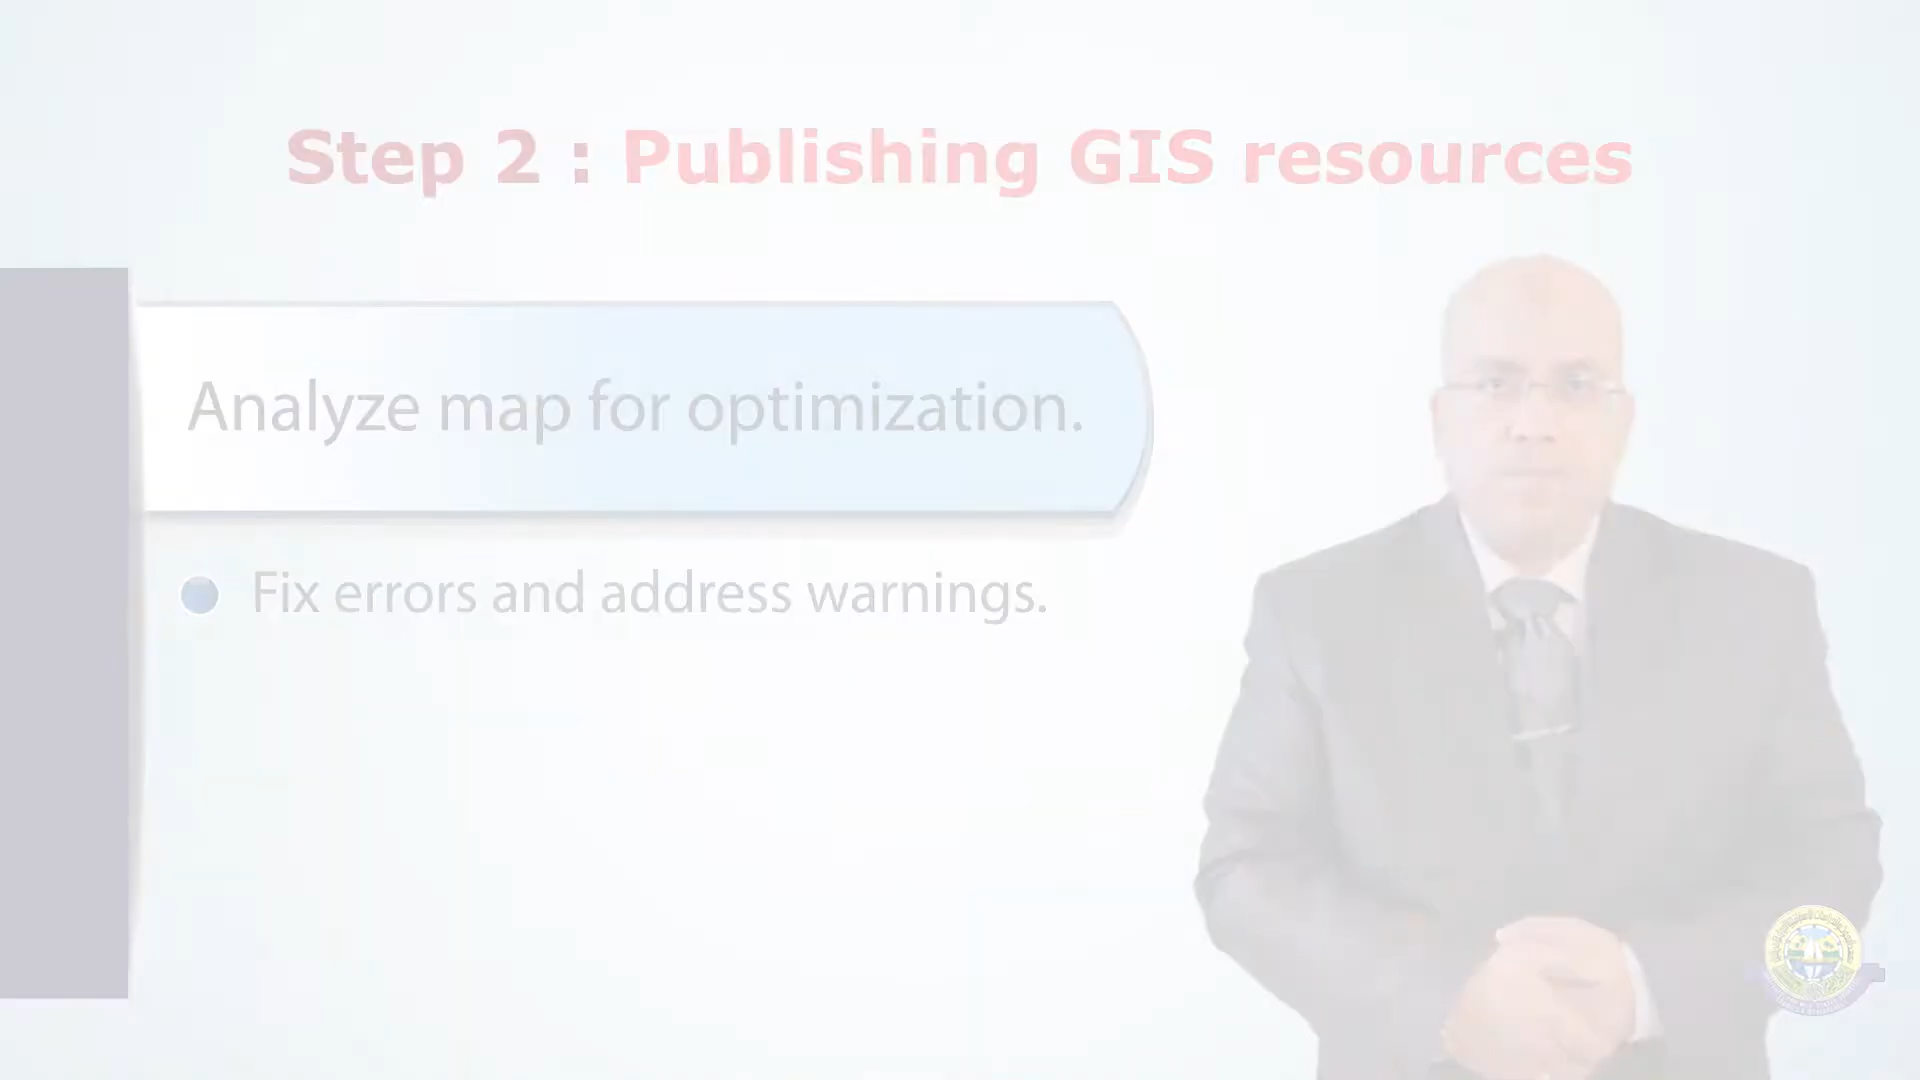 Step 2 : Publishing GIS resources
Analyze map for optimization.
Fix errors and address warnings.